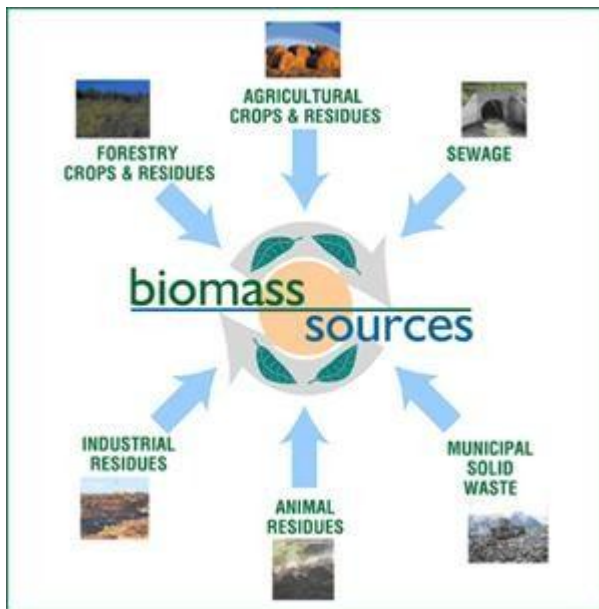 AGRICULTURAL
CROPS & RESIDUES
FORESTRY
CROPS & RESIDUES
SEWAGE
biomass
sources
INDUSTRIAL
RESIDUES
ANIMAL
RESIDUES
MUNICIPAL
SOLID
WASTE